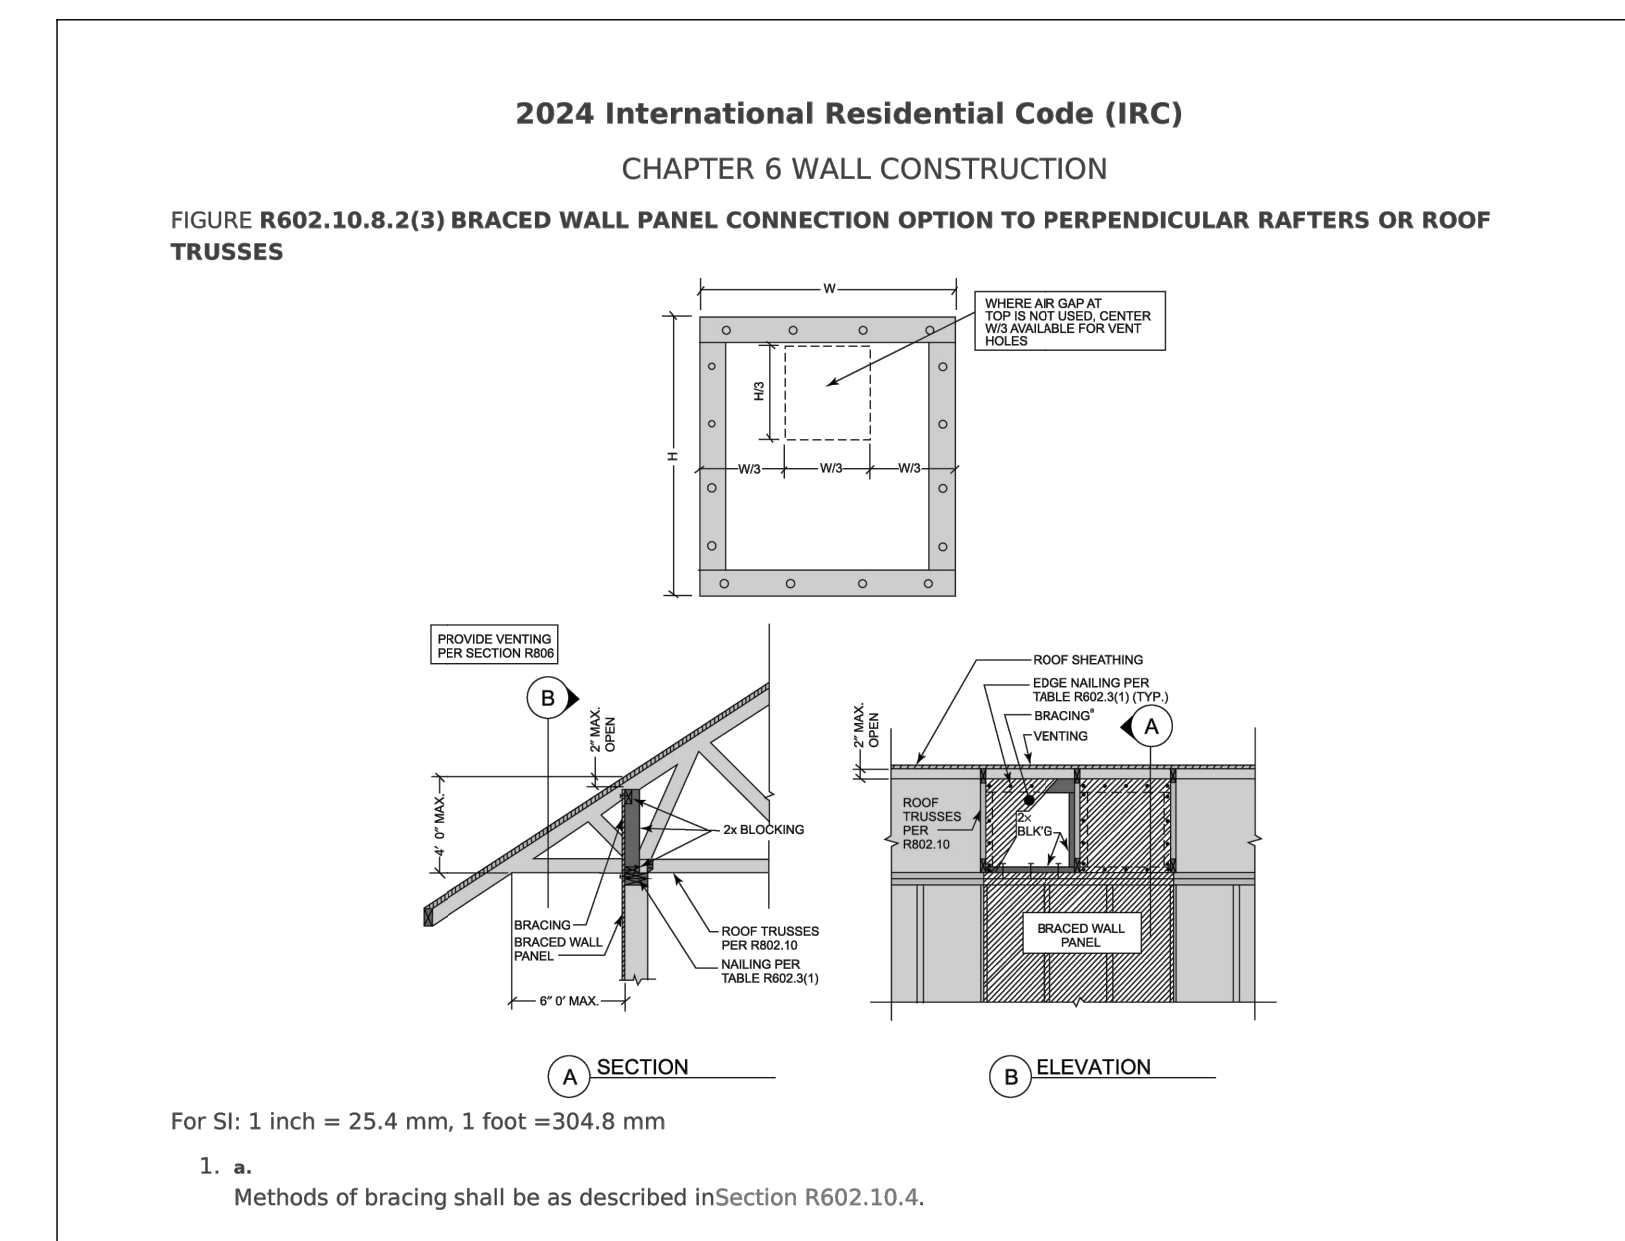 2024 International Residential Code (IRC)
CHAPTER 6 WALL CONSTRUCTION
FIGURE R602.10.8.2(3) BRACED WALL PANEL CONNECTION OPTION TO PERPENDICULAR RAFTERS OR ROOF
TRUSSES
W
WHERE AIR GAP AT
TOP IS NOT USED, CENTER
W/3 AVAILABLE FOR VENT
HOLES
H/3
H
W/3
W/3
W/3
PROVIDE VENTING
PER SECTION R806
B
2″ MAX.
OPEN
4′ 0″ MAX.
2x BLOCKING
BRACING
BRACED WALL
PANEL
ROOF TRUSSES
PER R802.10
NAILING PER
TABLE R602.3(1)
6″ 0′ MAX.
A SECTION
ROOF SHEATHING
EDGE NAILING PER
TABLE R602.3(1) (TYP.)
BRACINGª
VENTING
A
2″ MAX.
OPEN
ROOF
TRUSSES
PER
R802.10
2x
BLK'G
BRACED WALL
PANEL
B ELEVATION
For SI: 1 inch = 25.4 mm, 1 foot =304.8 mm
1. a.
Methods of bracing shall be as described inSection R602.10.4.